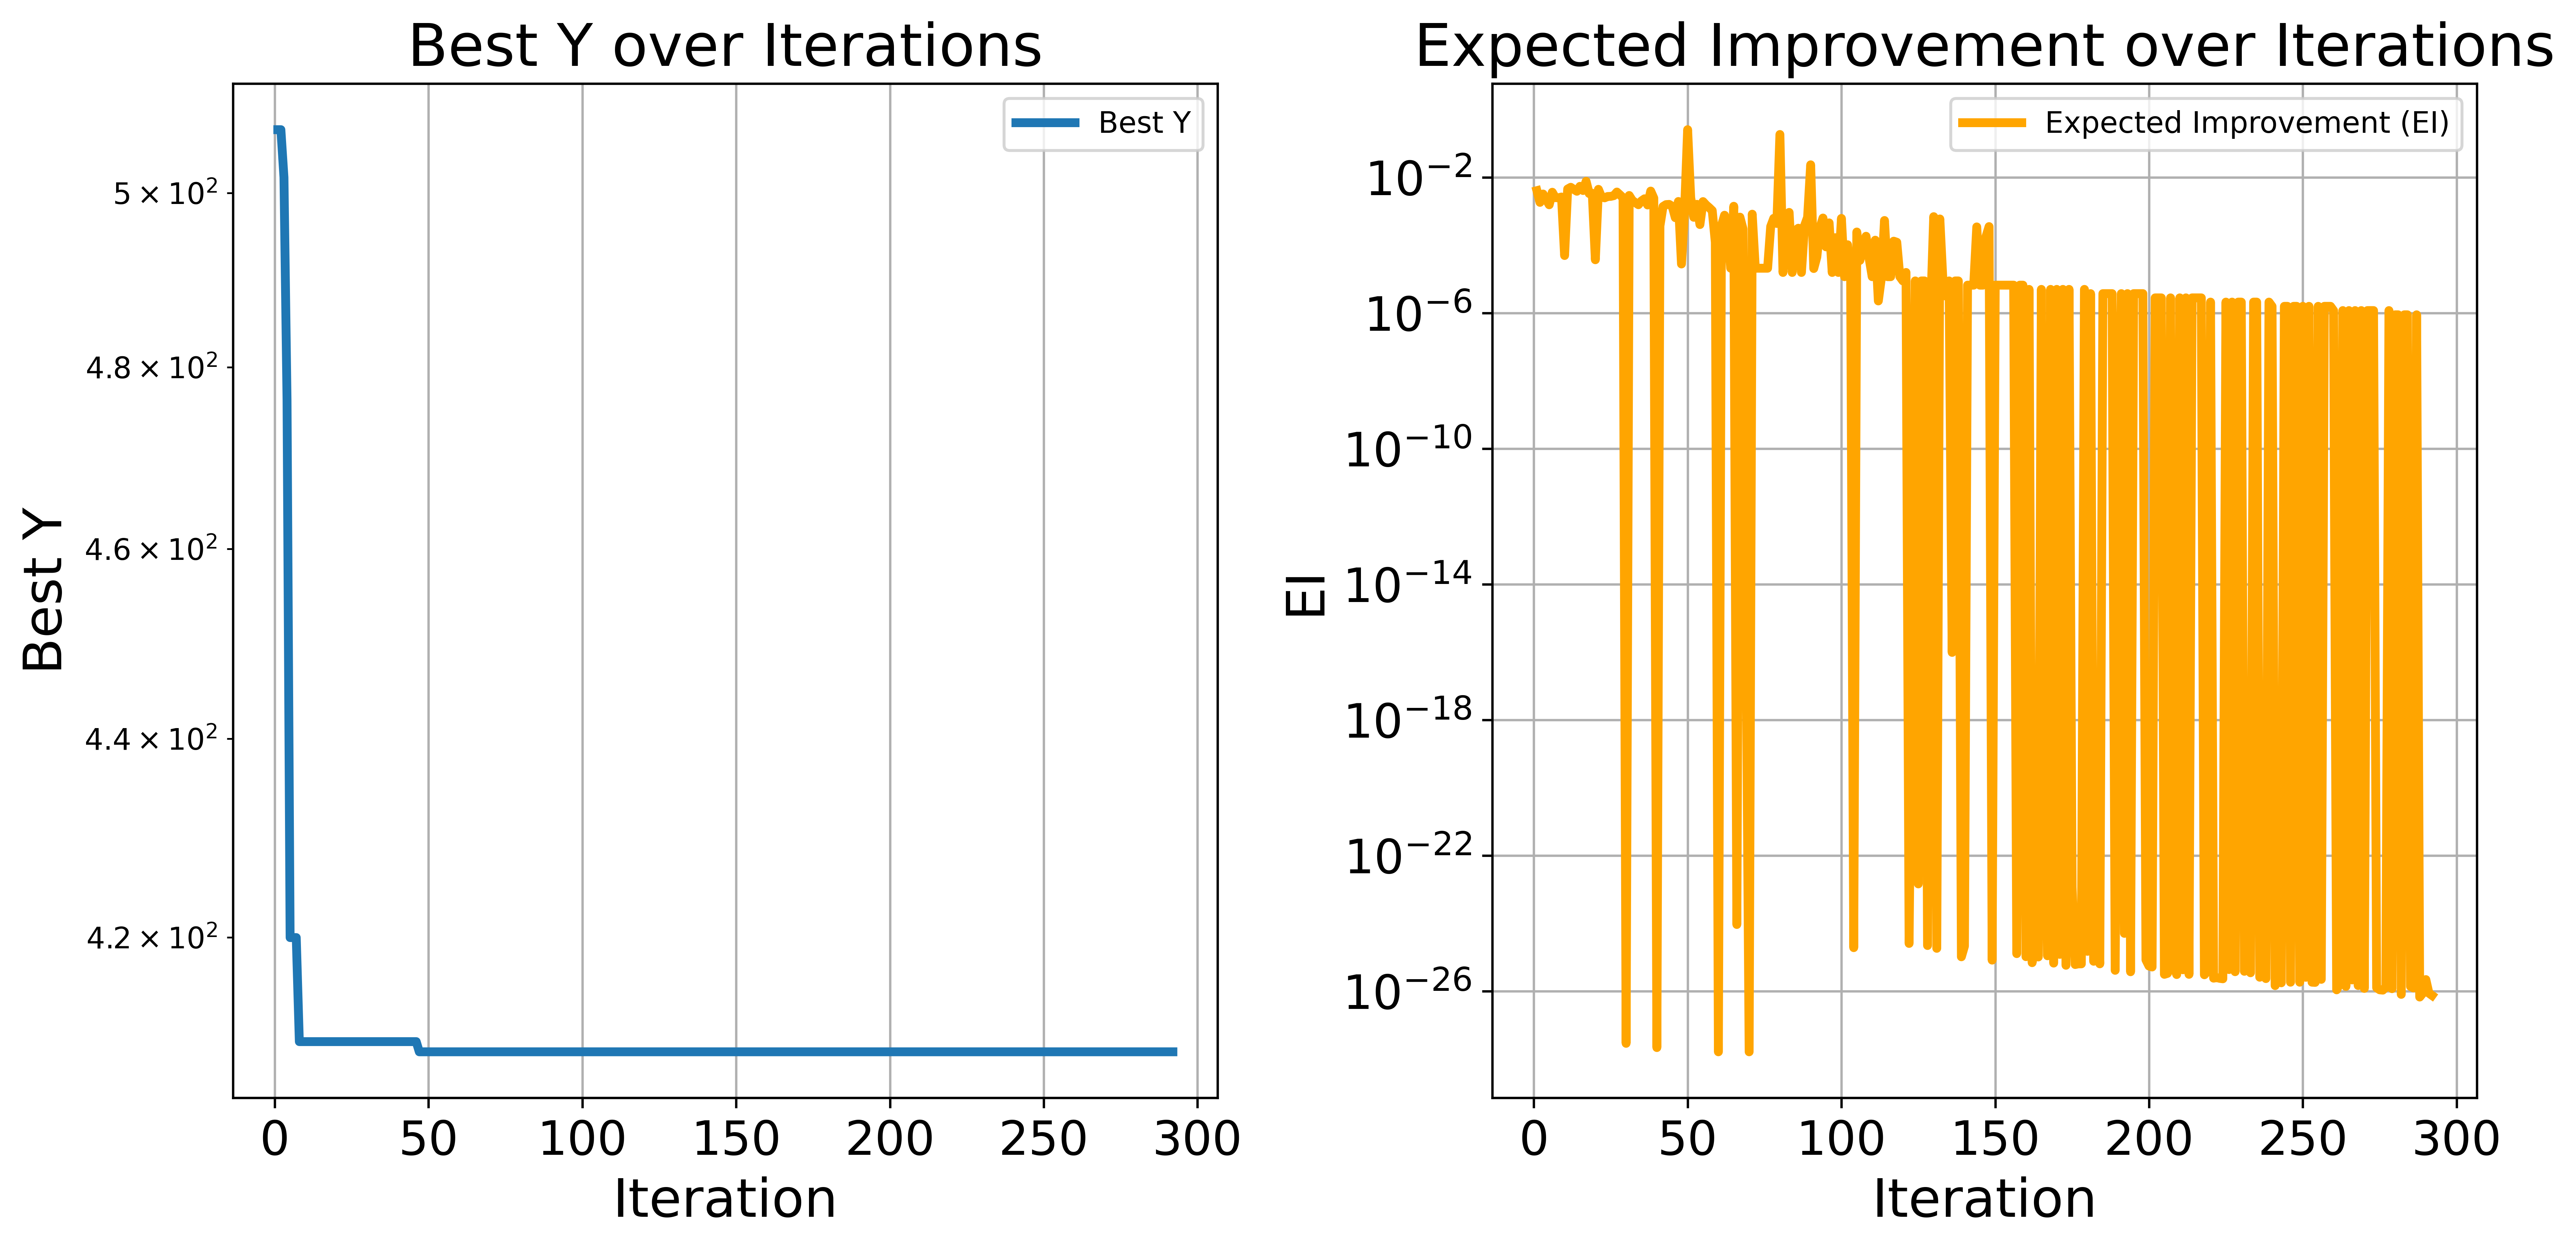 Best Y over Iterations
Best Y
5 × 10²
4.8 × 10²
4.6 × 10²
4.4 × 10²
4.2 × 10²
Best Y
0 50 100 150 200 250 300
Iteration
Expected Improvement over Iterations
Expected Improvement (EI)
10⁻²
10⁻⁶
10⁻¹⁰
10⁻¹⁴
10⁻¹⁸
10⁻²²
10⁻²⁶
EI
0 50 100 150 200 250 300
Iteration